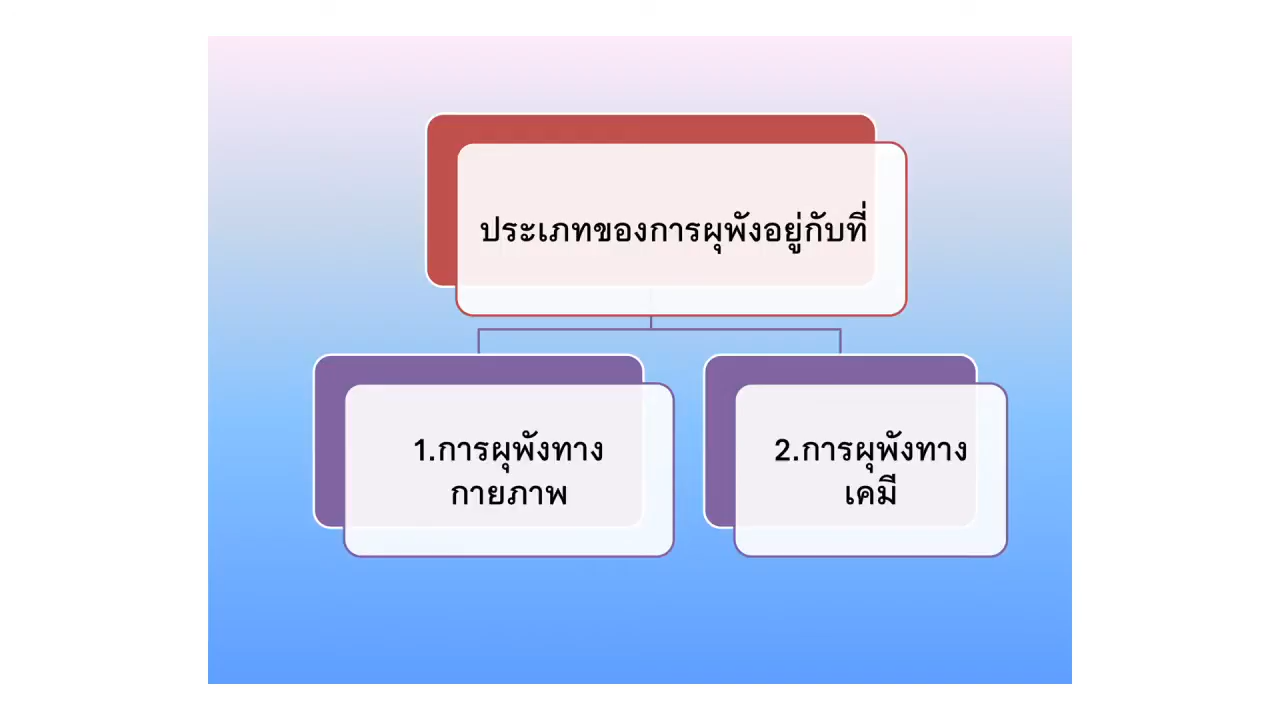 ประเภทของการผุพังอยู่กับที่
1.การผุพังทาง
กายภาพ
2.การผุพังทาง
เคมี